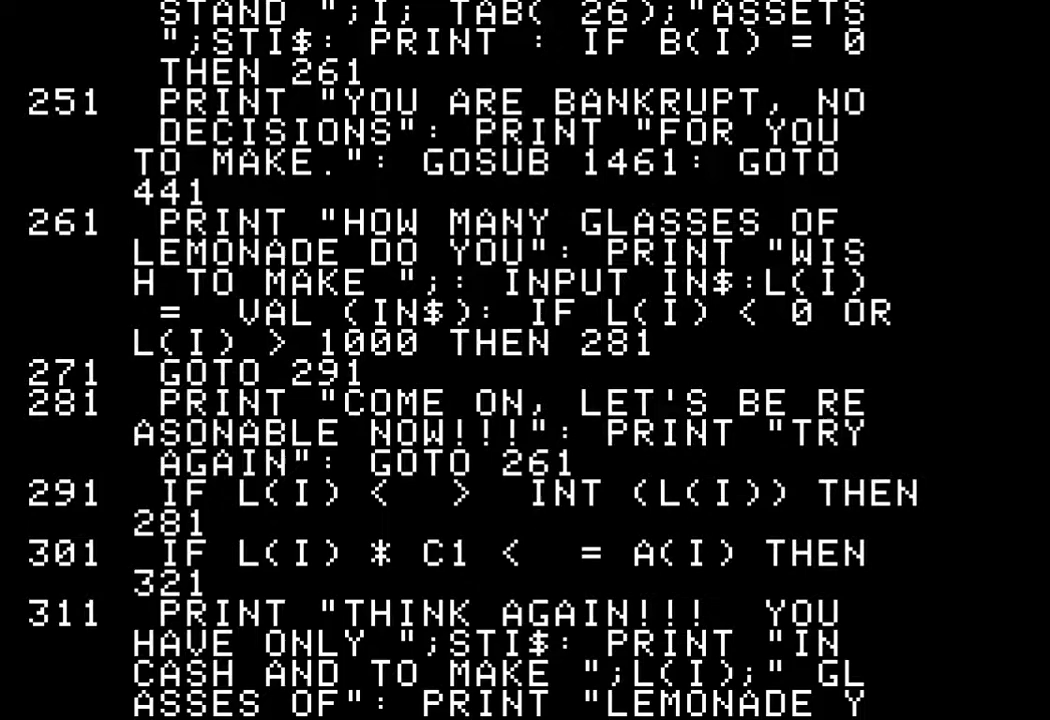 STAND ";I; TAB( 26);"ASSETS
";STI$: PRINT : IF B(I) = 0
THEN 261
251 PRINT "YOU ARE BANKRUPT, NO
DECISIONS": PRINT "FOR YOU
TO MAKE.": GOSUB 1461: GOTO
441
261 PRINT "HOW MANY GLASSES OF
LEMONADE DO YOU": PRINT "WIS
H TO MAKE ";: INPUT IN$:L(I)
= VAL (IN$): IF L(I) < 0 OR
L(I) > 1000 THEN 281
271 GOTO 291
281 PRINT "COME ON, LET'S BE RE
ASONABLE NOW!!!": PRINT "TRY
AGAIN": GOTO 261
291 IF L(I) < > INT (L(I)) THEN
281
301 IF L(I) * C1 < = A(I) THEN
321
311 PRINT "THINK AGAIN!!! YOU
HAVE ONLY ";STI$: PRINT "IN
CASH AND TO MAKE ";L(I);" GL
ASSES OF": PRINT "LEMONADE Y